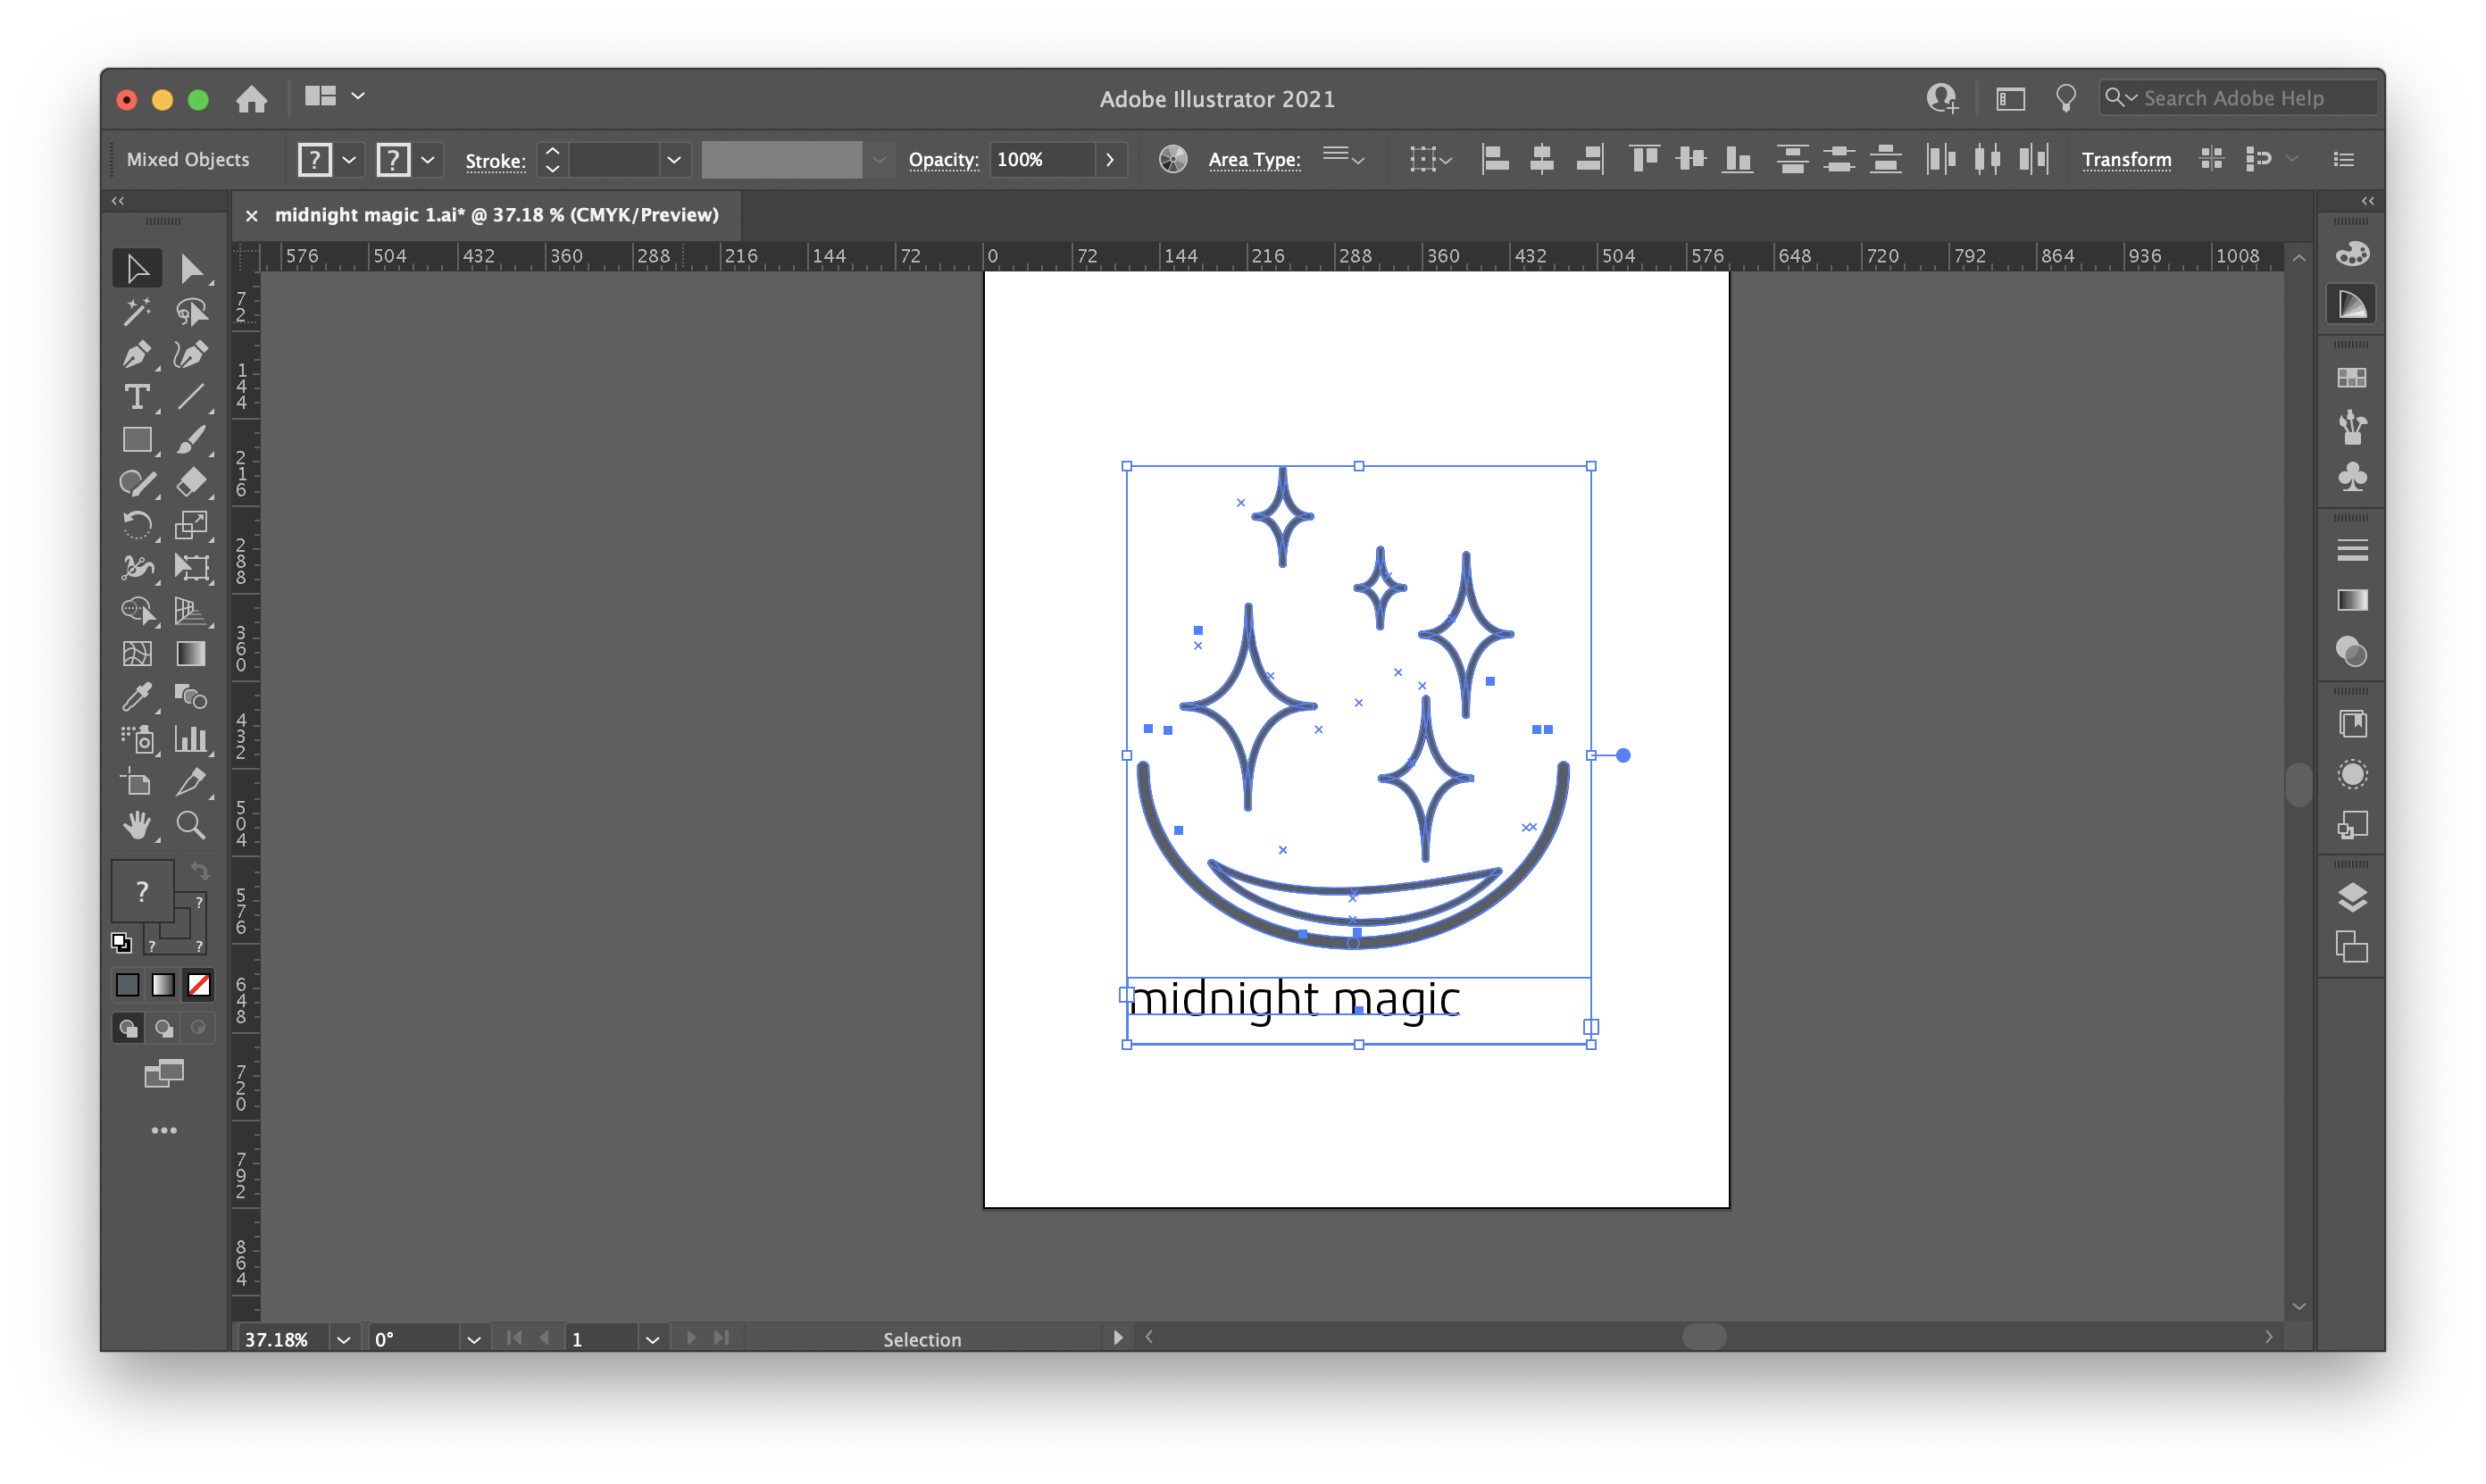 Adobe Illustrator 2021
Search Adobe Help
Mixed Objects ? ? Stroke: Opacity: 100% Area Type: Transform
midnight magic 1.ai* @ 37.18 % (CMYK/Preview)
576 504 432 360 288 216 144 72 0 72 144 216 288 360 432 504 576 648 720 792 864 936 1008
72
144
216
288
360
432
504
576
648
720
792
864
midnight magic
?
?
? ?
37.18% 0° 1 Selection